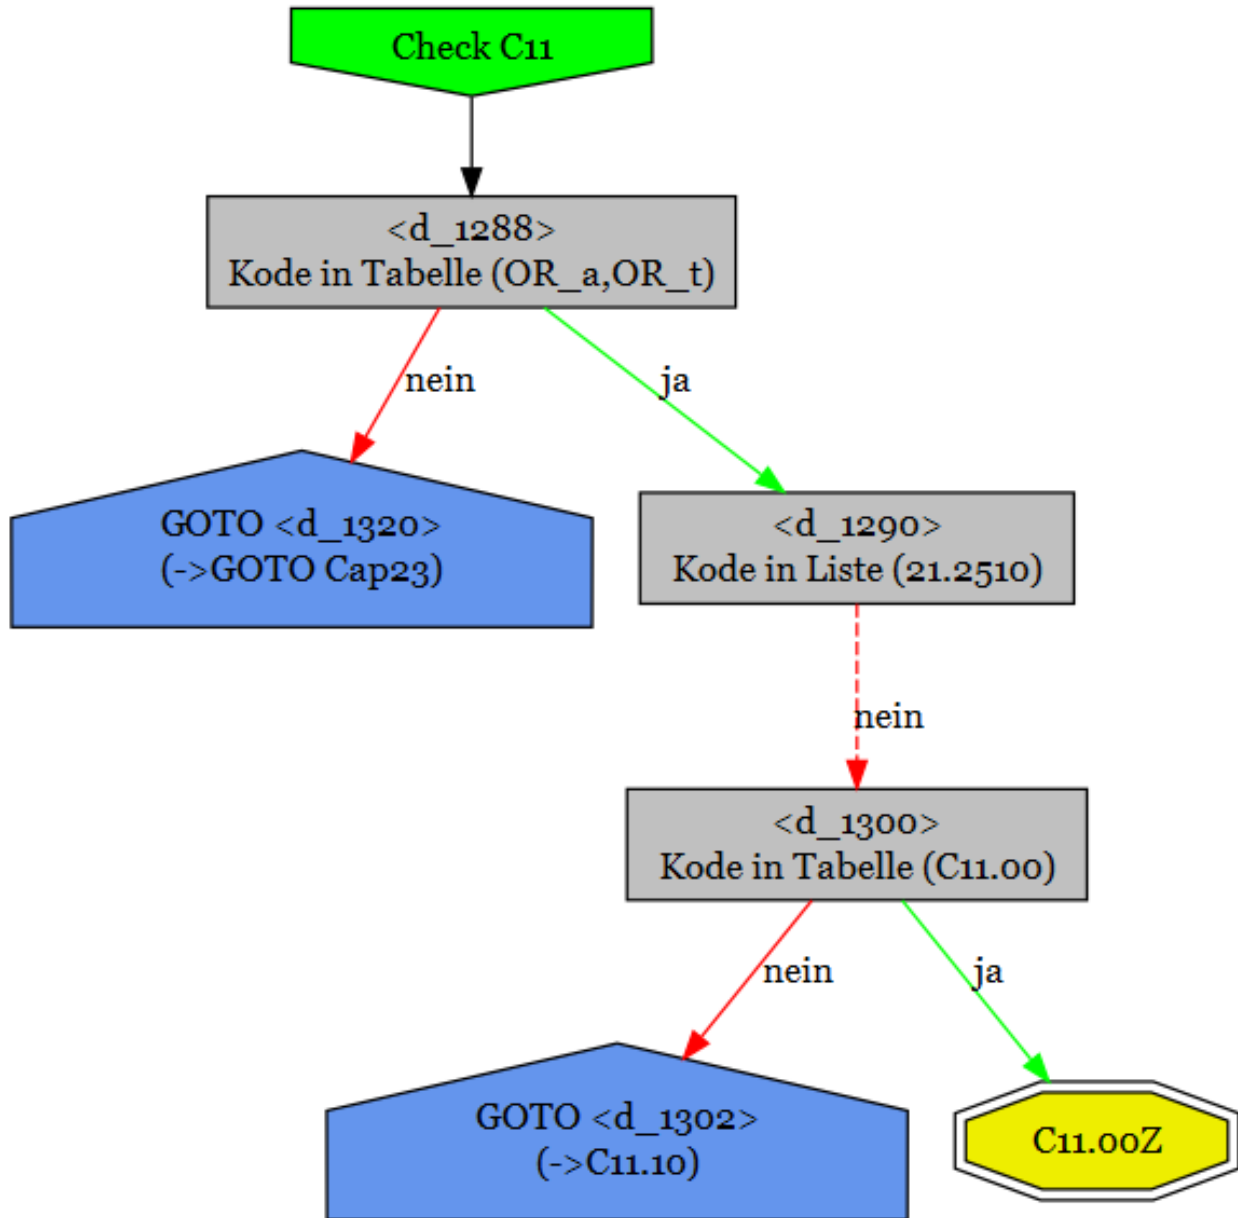 Check C11
<d_1288>
Kode in Tabelle (OR_a,OR_t)
nein
ja
GOTO <d_1320>
(->GOTO Cap23)
<d_1290>
Kode in Liste (21.2510)
nein
<d_1300>
Kode in Tabelle (C11.00)
nein
ja
GOTO <d_1302>
(->C11.10)
C11.00Z